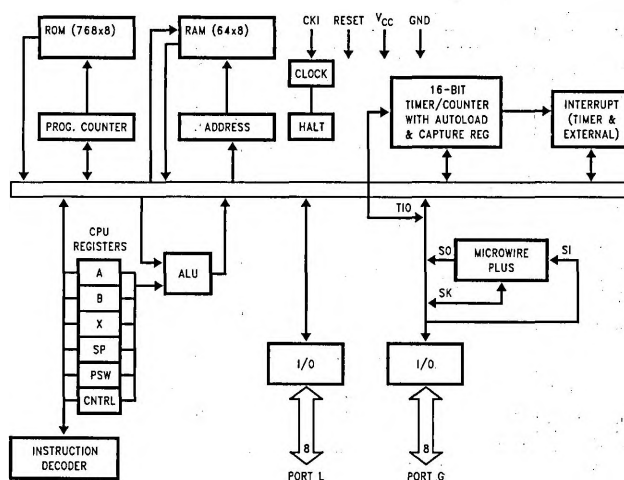 ROM (768x8)
RAM (64x8)
CKI
RESET
VCC
GND
CLOCK
HALT
PROG. COUNTER
ADDRESS
16-BIT
TIMER/COUNTER
WITH AUTOLOAD
& CAPTURE REG
INTERRUPT
(TIMER &
EXTERNAL)
TIO
CPU
REGISTERS
A
B
X
SP
PSW
CNTRL
ALU
SO
MICROWIRE
PLUS
SI
SK
I/O
I/O
INSTRUCTION
DECODER
8
8
PORT L
PORT G